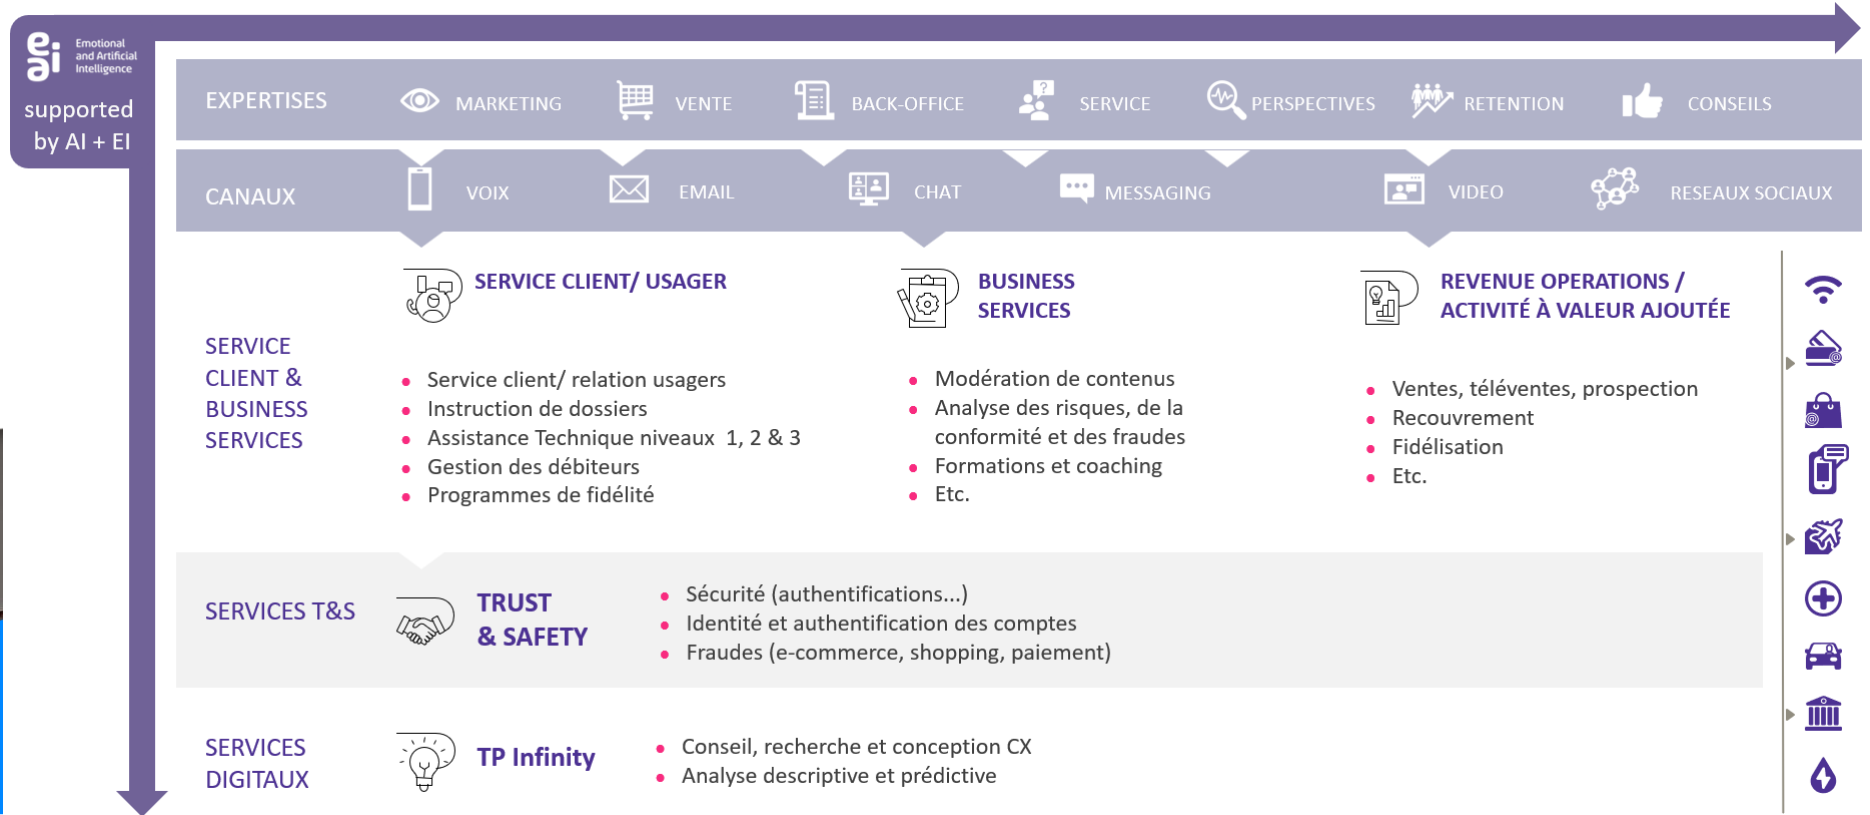 eai
Emotional
and Artificial
Intelligence
supported
by AI + EI
EXPERTISES
MARKETING
VENTE
BACK-OFFICE
SERVICE
PERSPECTIVES
RETENTION
CONSEILS
CANAUX
VOIX
EMAIL
CHAT
MESSAGING
VIDEO
RESEAUX SOCIAUX
SERVICE
CLIENT &
BUSINESS
SERVICES
SERVICE CLIENT/ USAGER
Service client/ relation usagers
Instruction de dossiers
Assistance Technique niveaux 1, 2 & 3
Gestion des débiteurs
Programmes de fidélité
BUSINESS
SERVICES
Modération de contenus
Analyse des risques, de la
conformité et des fraudes
Formations et coaching
Etc.
REVENUE OPERATIONS /
ACTIVITÉ À VALEUR AJOUTÉE
Ventes, téléventes, prospection
Recouvrement
Fidélisation
Etc.
SERVICES T&S
TRUST
& SAFETY
Sécurité (authentifications...)
Identité et authentification des comptes
Fraudes (e-commerce, shopping, paiement)
SERVICES
DIGITAUX
TP Infinity
Conseil, recherche et conception CX
Analyse descriptive et prédictive